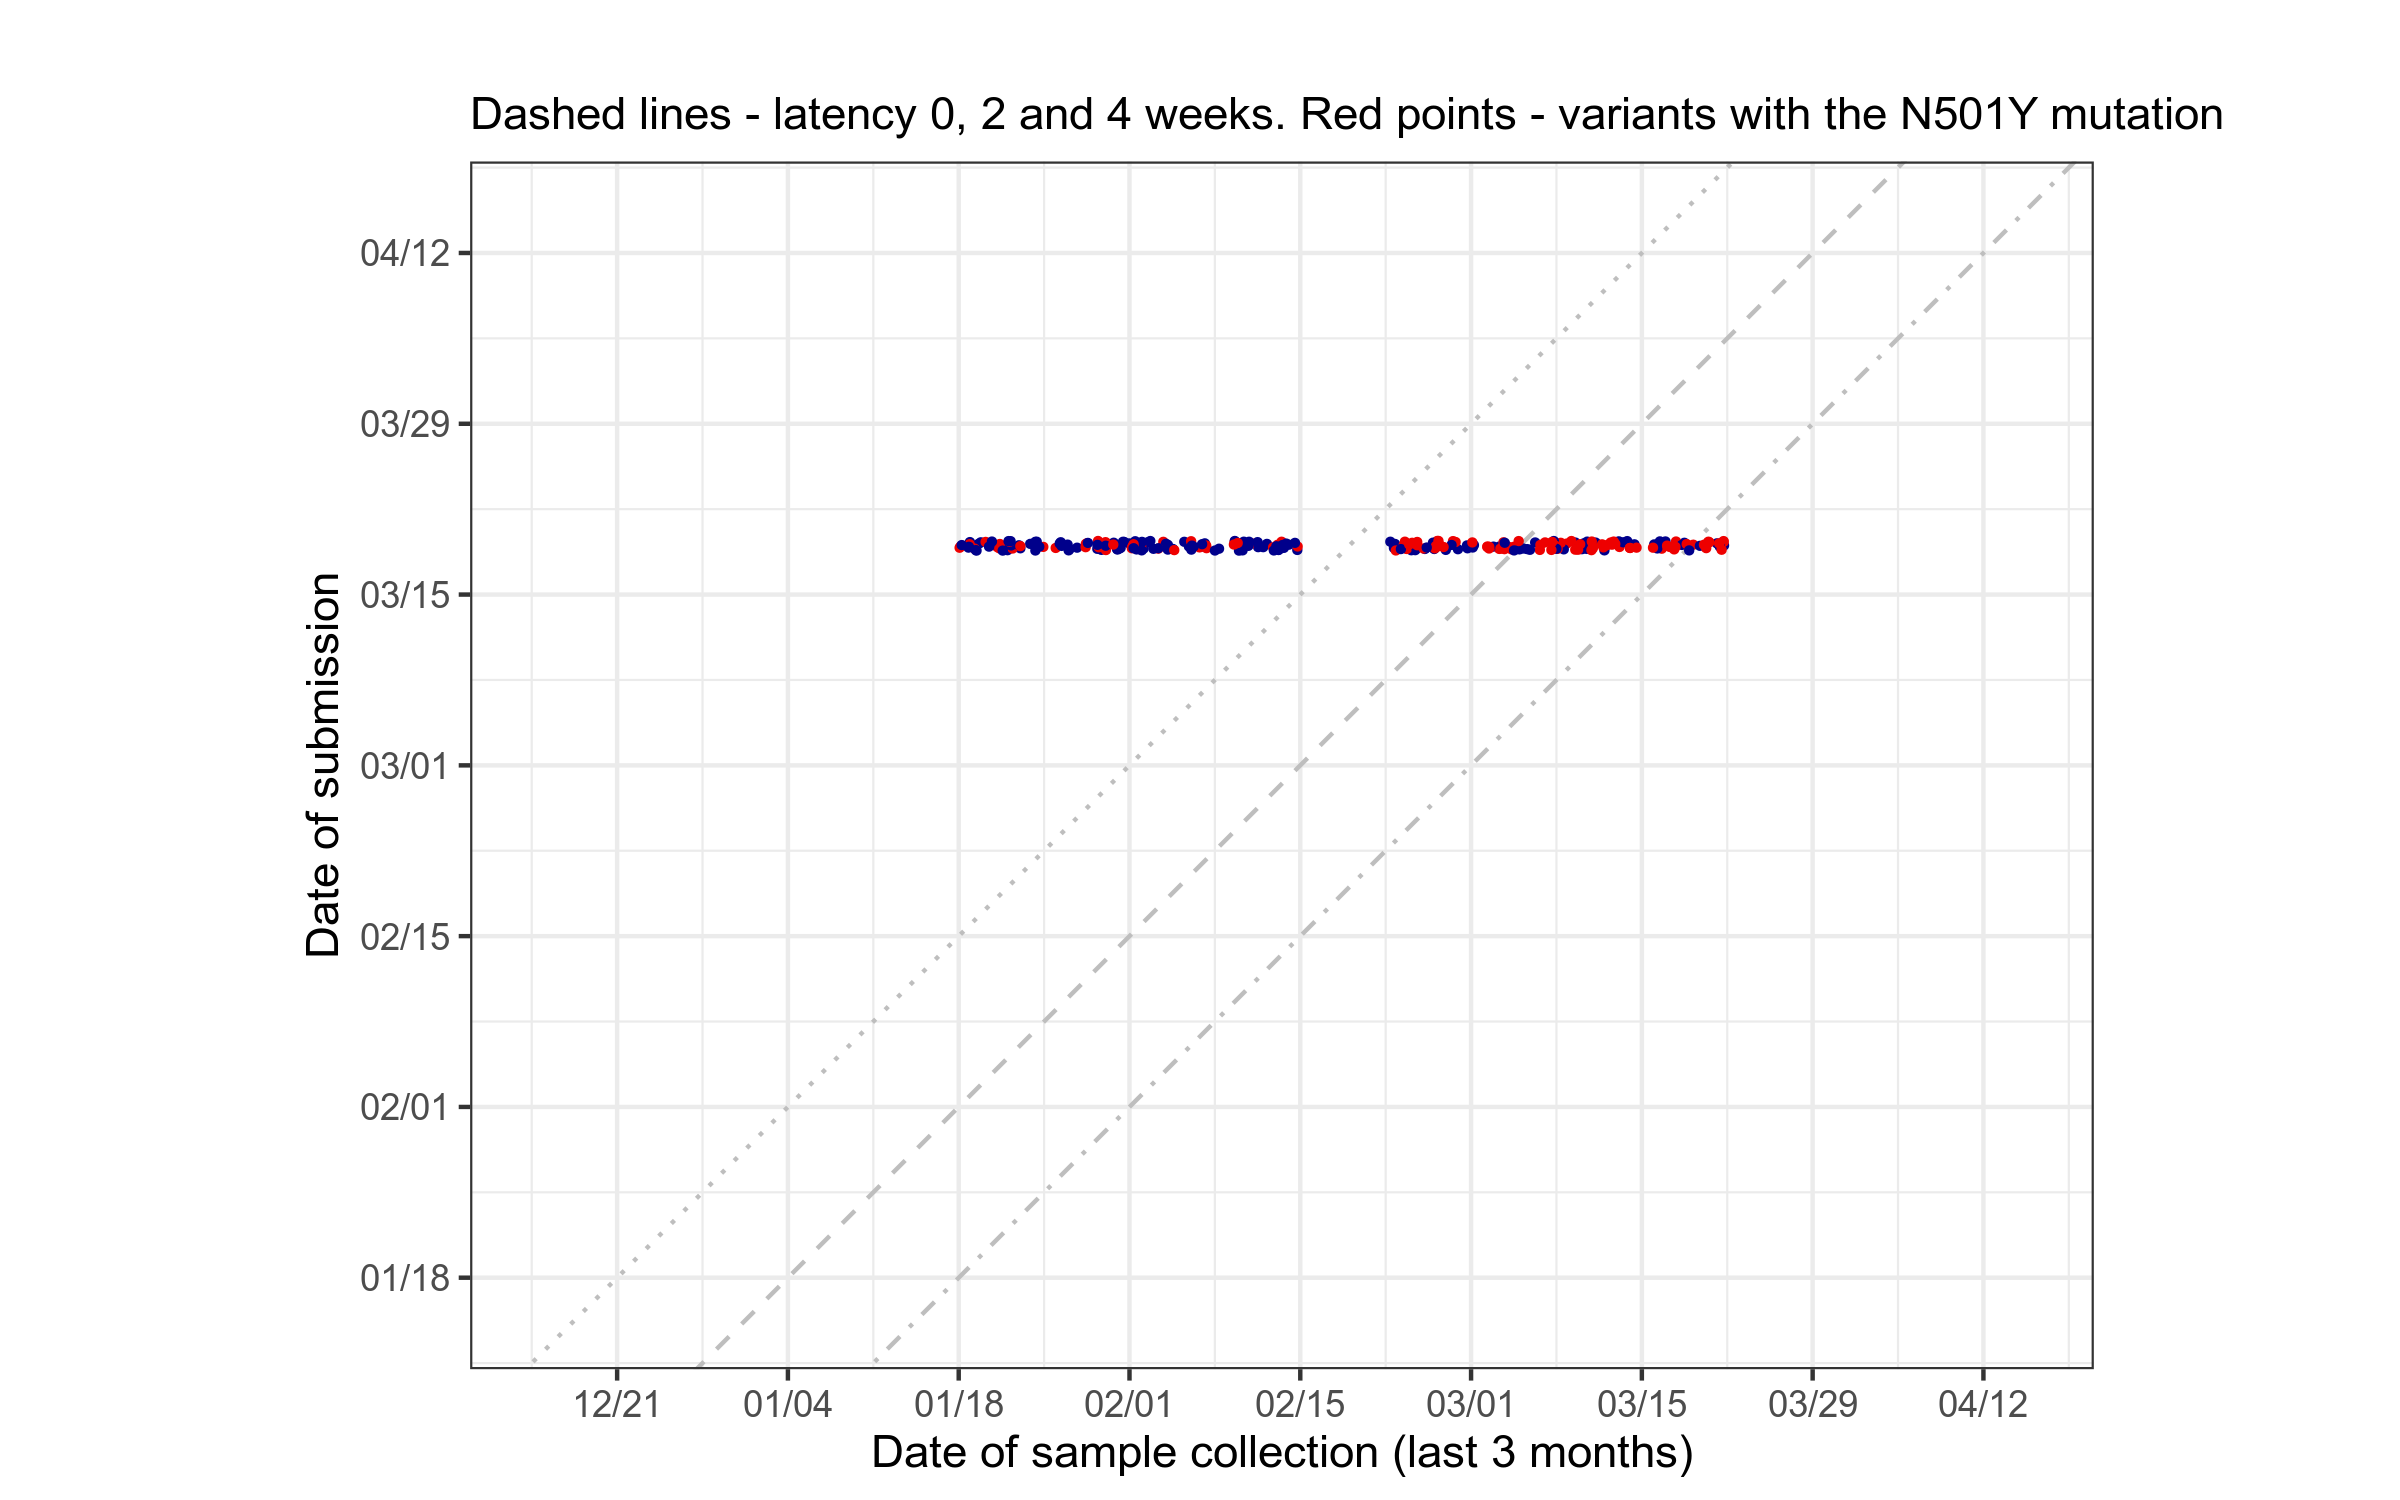 Dashed lines - latency 0, 2 and 4 weeks. Red points - variants with the N501Y mutation
Date of submission
04/12
03/29
03/15
03/01
02/15
02/01
01/18
12/21 01/04 01/18 02/01 02/15 03/01 03/15 03/29 04/12
Date of sample collection (last 3 months)